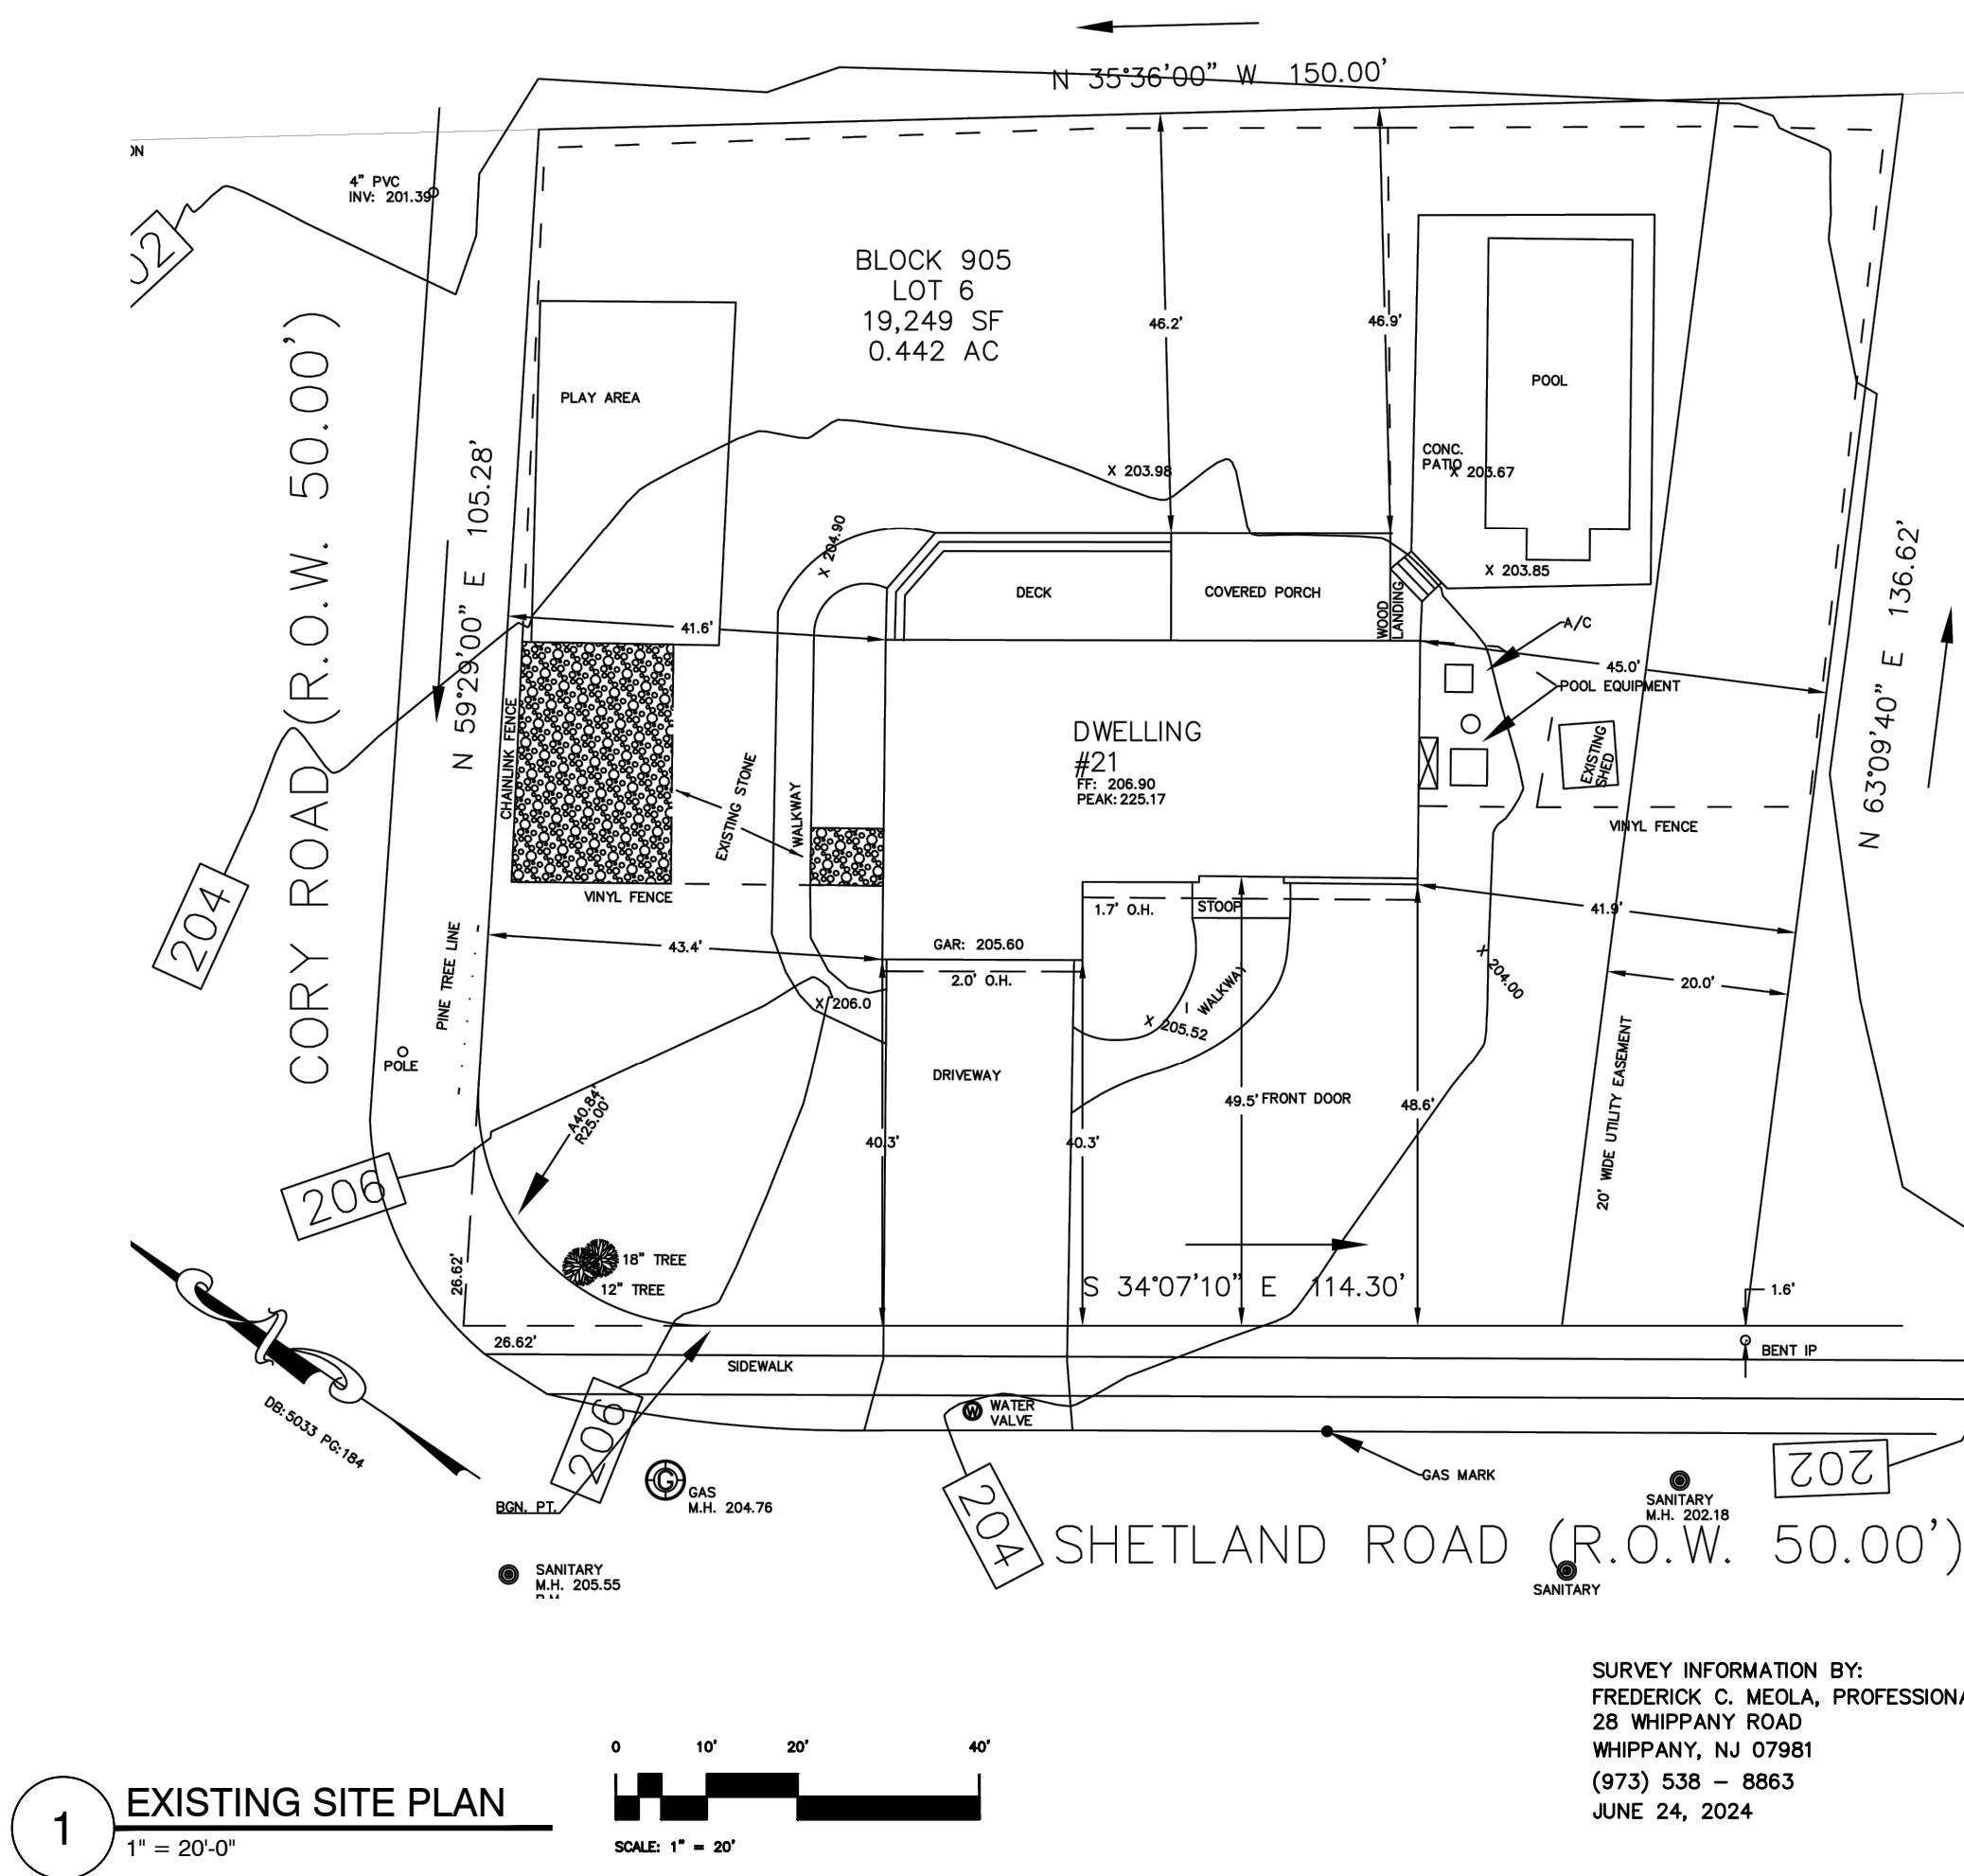 N 35°36'00" W 150.00'
ON
4" PVC
INV: 201.39
02
BLOCK 905
LOT 6
19,249 SF
0.442 AC
46.2'
46.9'
POOL
PLAY AREA
CONC.
PATIO
X 203.67
X 203.98
CORY ROAD (R.O.W. 50.00')
N 59°29'00" E 105.28'
X 204.90
X 203.85
DECK
COVERED PORCH
WOOD
LANDING
A/C
41.6'
45.0'
POOL EQUIPMENT
N 63°09'40" E 136.62'
CHAINLINK FENCE
EXISTING STONE
WALKWAY
DWELLING
#21
FF: 206.90
PEAK: 225.17
EXISTING
SHED
VINYL FENCE
VINYL FENCE
204
1.7' O.H.
STOOP
41.9'
43.4'
GAR: 205.60
2.0' O.H.
PINE TREE LINE
X 206.0
WALKWAY
X 205.52
X 204.00
20.0'
POLE
DRIVEWAY
20' WIDE UTILITY EASEMENT
A40.84'
R25.00'
49.5'
FRONT DOOR
48.6'
40.3'
40.3'
206
26.62'
18" TREE
12" TREE
S 34°07'10" E 114.30'
1.6'
26.62'
SIDEWALK
BENT IP
DB:5033 PG:184
206
W
WATER
VALVE
204
GAS MARK
202
BGN. PT.
G
GAS
M.H. 204.76
SANITARY
M.H. 202.18
SHETLAND ROAD (R.O.W. 50.00')
SANITARY
M.H. 205.55
SANITARY
SURVEY INFORMATION BY:
FREDERICK C. MEOLA, PROFESSIONA
28 WHIPPANY ROAD
WHIPPANY, NJ 07981
(973) 538 – 8863
JUNE 24, 2024
0 10' 20' 40'
SCALE: 1" = 20'
1
EXISTING SITE PLAN
1" = 20'-0"